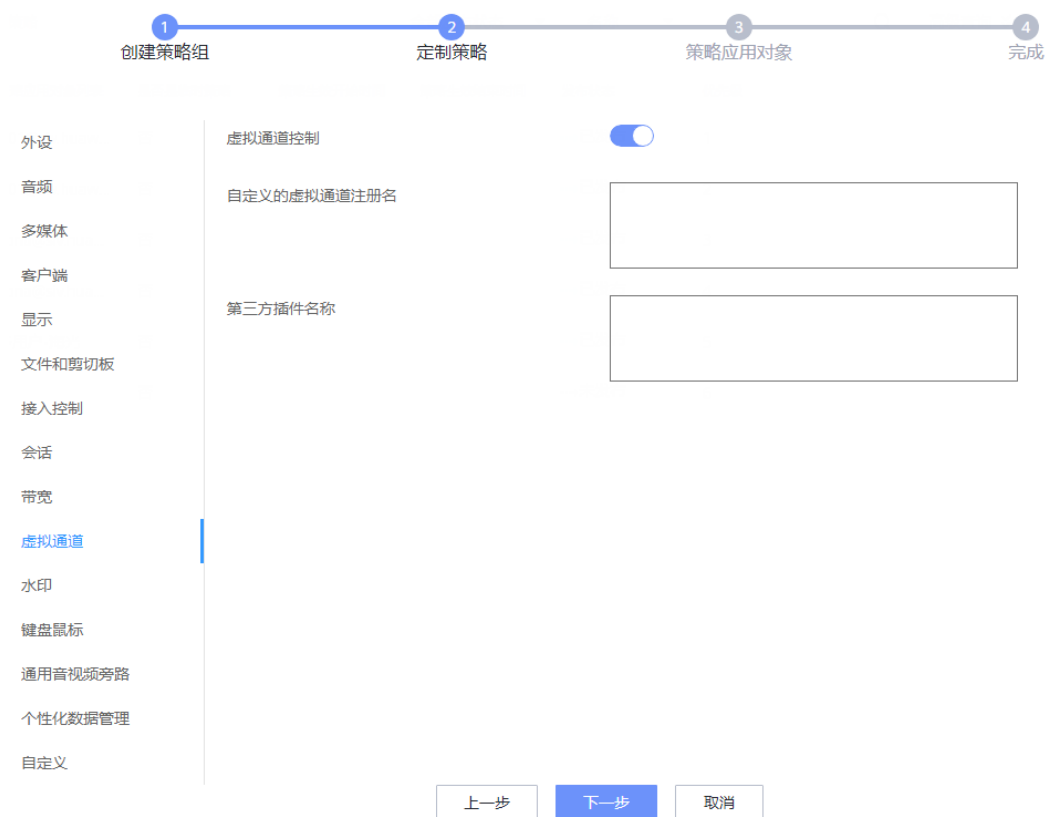 1 2 3 4
创建策略组 定制策略 策略应用对象 完成
外设
音频
多媒体
客户端
显示
文件和剪切板
接入控制
会话
带宽
虚拟通道
水印
键盘鼠标
通用音视频旁路
个性化数据管理
自定义
虚拟通道控制
自定义的虚拟通道注册名
第三方插件名称
上一步 下一步 取消